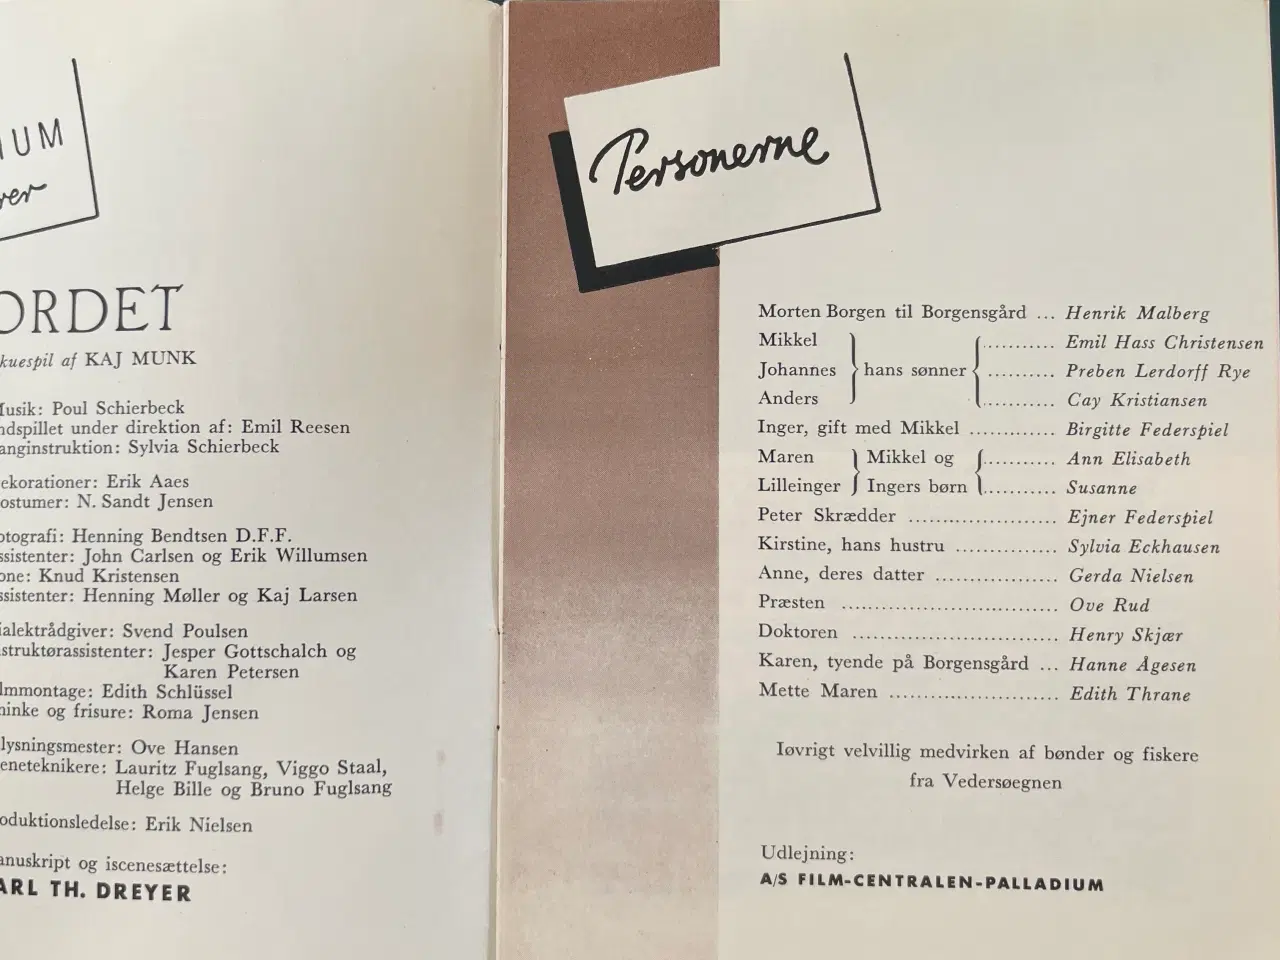 IUM
ORDET
kuespil af KAJ MUNK
Musik: Poul Schierbeck
ndspillet under direktion af: Emil Reesen
anginstruktion: Sylvia Schierbeck
ekorationer: Erik Aaes
ostumer: N. Sandt Jensen
otografi: Henning Bendtsen D.F.F.
ssistenter: John Carlsen og Erik Willumsen
one: Knud Kristensen
ssistenter: Henning Møller og Kaj Larsen
ialektrådgiver: Svend Poulsen
struktørassistenter: Jesper Gottschalch og
Karen Petersen
lmmontage: Edith Schlüssel
minke og frisure: Roma Jensen
lysningsmester: Ove Hansen
eneteknikere: Lauritz Fuglsang, Viggo Staal,
Helge Bille og Bruno Fuglsang
oduktionsledelse: Erik Nielsen
anuskript og iscenesættelse:
ARL TH. DREYER
Personerne
Morten Borgen til Borgensgård ... Henrik Malberg
Mikkel } hans sønner { ........... Emil Hass Christensen
Johannes .......... Preben Lerdorff Rye
Anders ........... Cay Kristiansen
Inger, gift med Mikkel ............. Birgitte Federspiel
Maren } Mikkel og { ........... Ann Elisabeth
Lilleinger Ingers børn ........... Susanne
Peter Skrædder ...................... Ejner Federspiel
Kirstine, hans hustru ............... Sylvia Eckhausen
Anne, deres datter .................. Gerda Nielsen
Præsten ................................ Ove Rud
Doktoren .............................. Henry Skjær
Karen, tyende på Borgensgård ... Hanne Ågesen
Mette Maren ......................... Edith Thrane
Iøvrigt velvillig medvirken af bønder og fiskere
fra Vedersøegnen
Udlejning:
A/S FILM-CENTRALEN-PALLADIUM